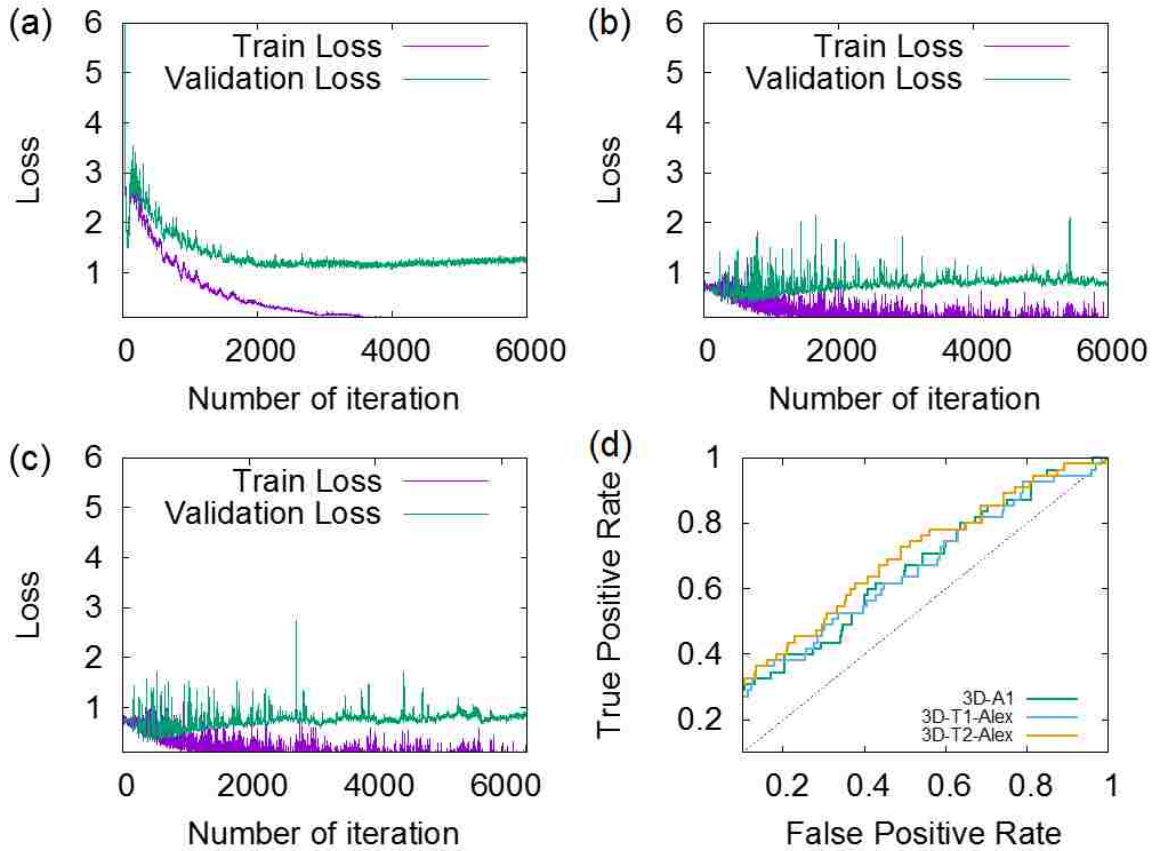 (a)
6
5
4
3
2
1
Loss
Train Loss
Validation Loss
0 2000 4000 6000
Number of iteration
(b)
6
5
4
3
2
1
Loss
Train Loss
Validation Loss
0 2000 4000 6000
Number of iteration
(c)
6
5
4
3
2
1
Loss
Train Loss
Validation Loss
0 2000 4000 6000
Number of iteration
(d)
1
0.8
0.6
0.4
0.2
True Positive Rate
3D-A1
3D-T1-Alex
3D-T2-Alex
0.2 0.4 0.6 0.8 1
False Positive Rate